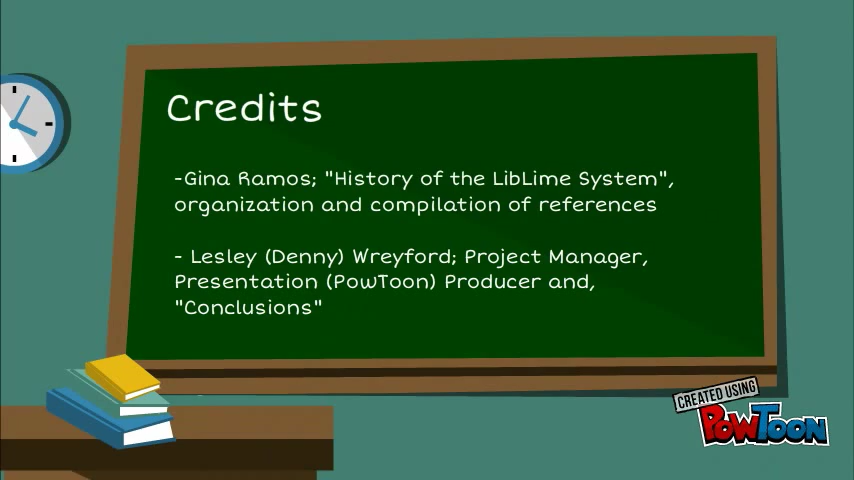 Credits
-Gina Ramos; "History of the LibLime System",
organization and compilation of references
- Lesley (Denny) Wreyford; Project Manager,
Presentation (PowToon) Producer and,
"Conclusions"
CREATED USING
POWTOON